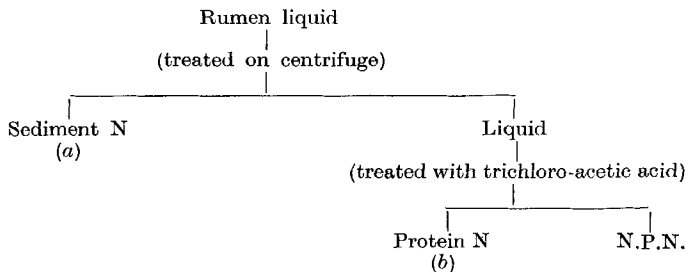 Rumen liquid
(treated on centrifuge)
Sediment N
(a)
Liquid
(treated with trichloro-acetic acid)
Protein N
(b)
N.P.N.